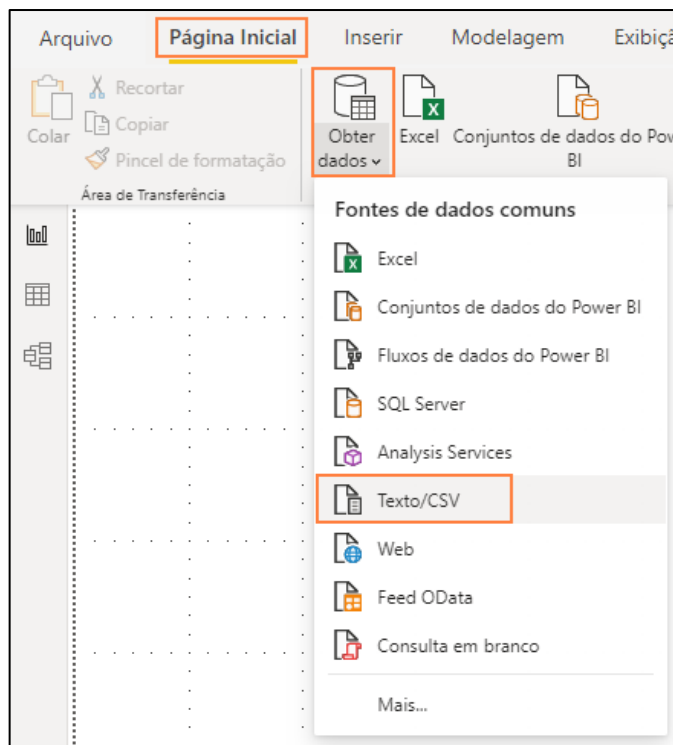 Arquivo Página Inicial Inserir Modelagem
Colar
Recortar
Copiar
Pincel de formatação
Área de Transferência
Obter
dados
Excel
Conjuntos de dados do
BI
Fontes de dados comuns
Excel
Conjuntos de dados do Power BI
Fluxos de dados do Power BI
SQL Server
Analysis Services
Texto/CSV
Web
Feed OData
Consulta em branco
Mais...